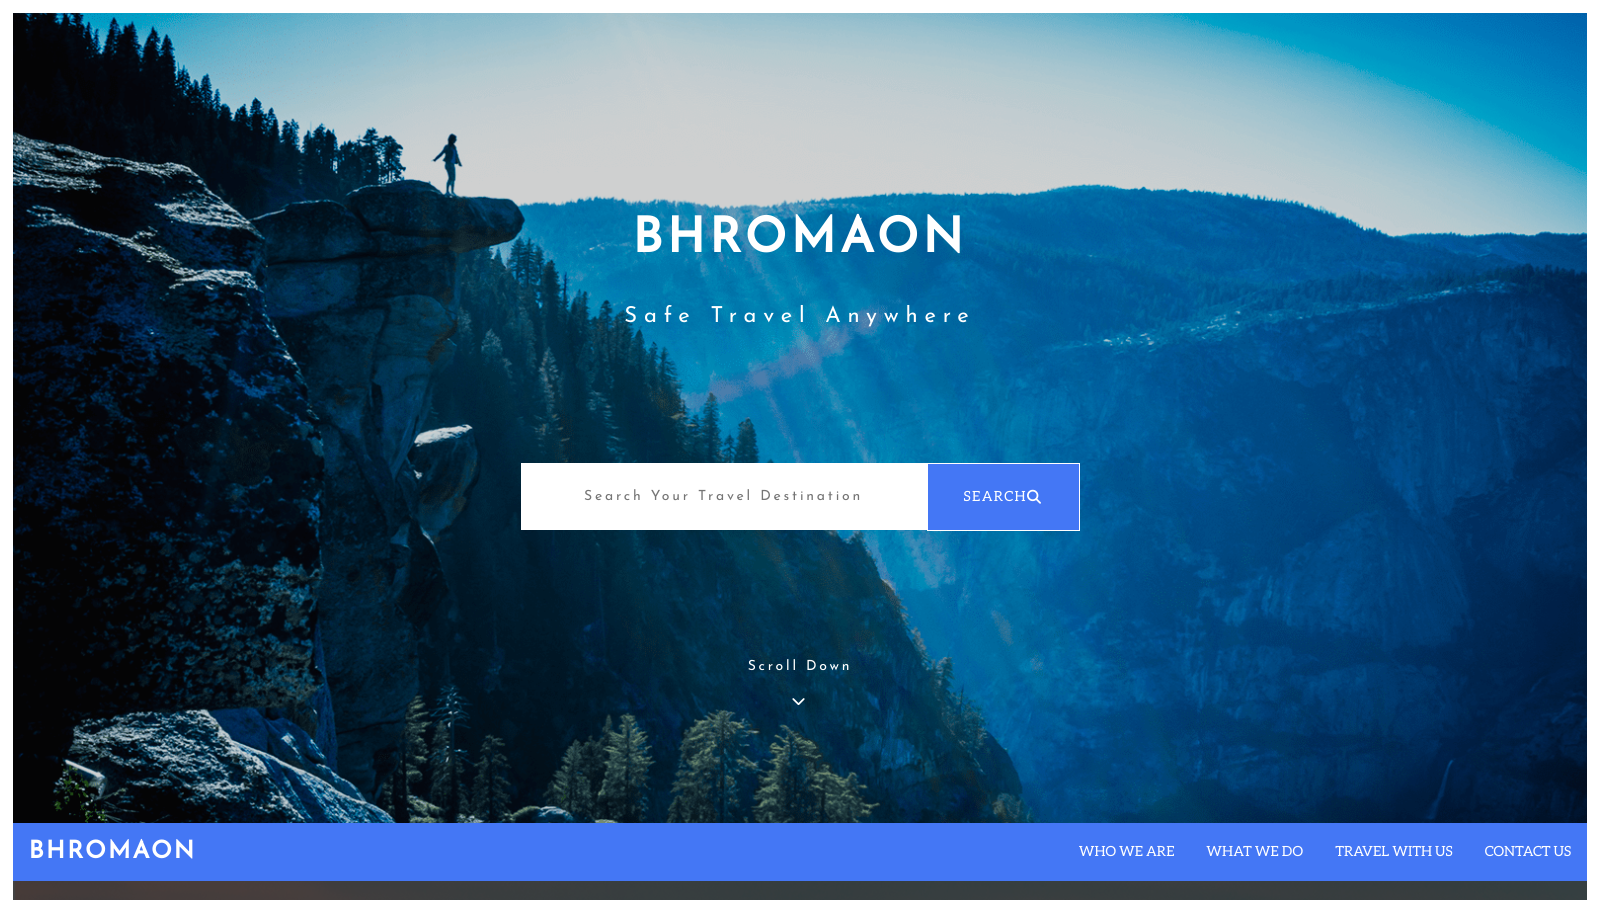 BHROMAON
Safe Travel Anywhere
Search Your Travel Destination
SEARCH
Scroll Down
BHROMAON
WHO WE ARE
WHAT WE DO
TRAVEL WITH US
CONTACT US